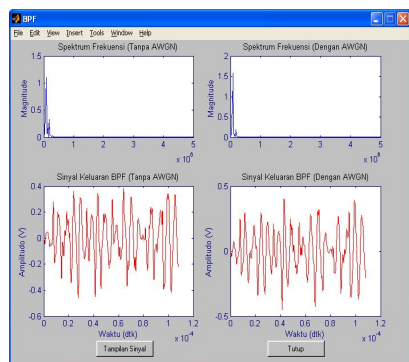 BPF
File Edit View Insert Tools Window Help
Spektrum Frekuensi (Tanpa AWGN)
Magnitude
1.5
1
0.5
0
0 1 2 3 4 5
x 10^6
Spektrum Frekuensi (Dengan AWGN)
Magnitude
2
1.5
1
0.5
0
0 1 2 3 4 5
x 10^6
Sinyal Keluaran BPF (Tanpa AWGN)
Amplitudo (V)
0.4
0.2
0
-0.2
-0.4
-0.6
0 0.2 0.4 0.6 0.8 1 1.2
Waktu (dtk)
x 10^-4
Sinyal Keluaran BPF (Dengan AWGN)
Amplitudo (V)
0.5
0
-0.5
0 0.2 0.4 0.6 0.8 1 1.2
Waktu (dtk)
x 10^-4
Tampilan Sinyal
Tutup